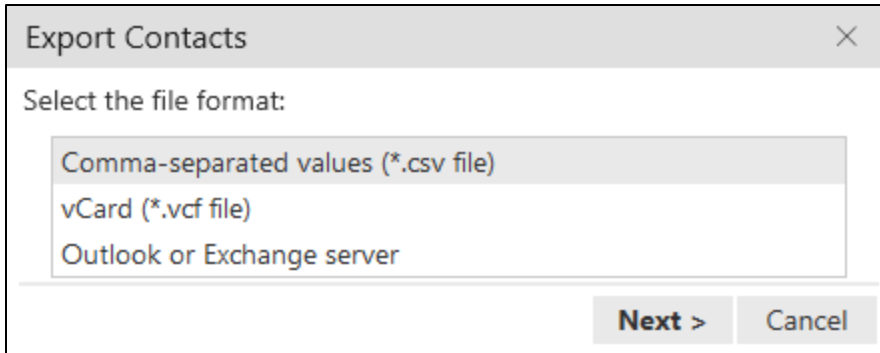 Export Contacts
Select the file format:
Comma-separated values (*.csv file)
vCard (*.vcf file)
Outlook or Exchange server
Next > Cancel